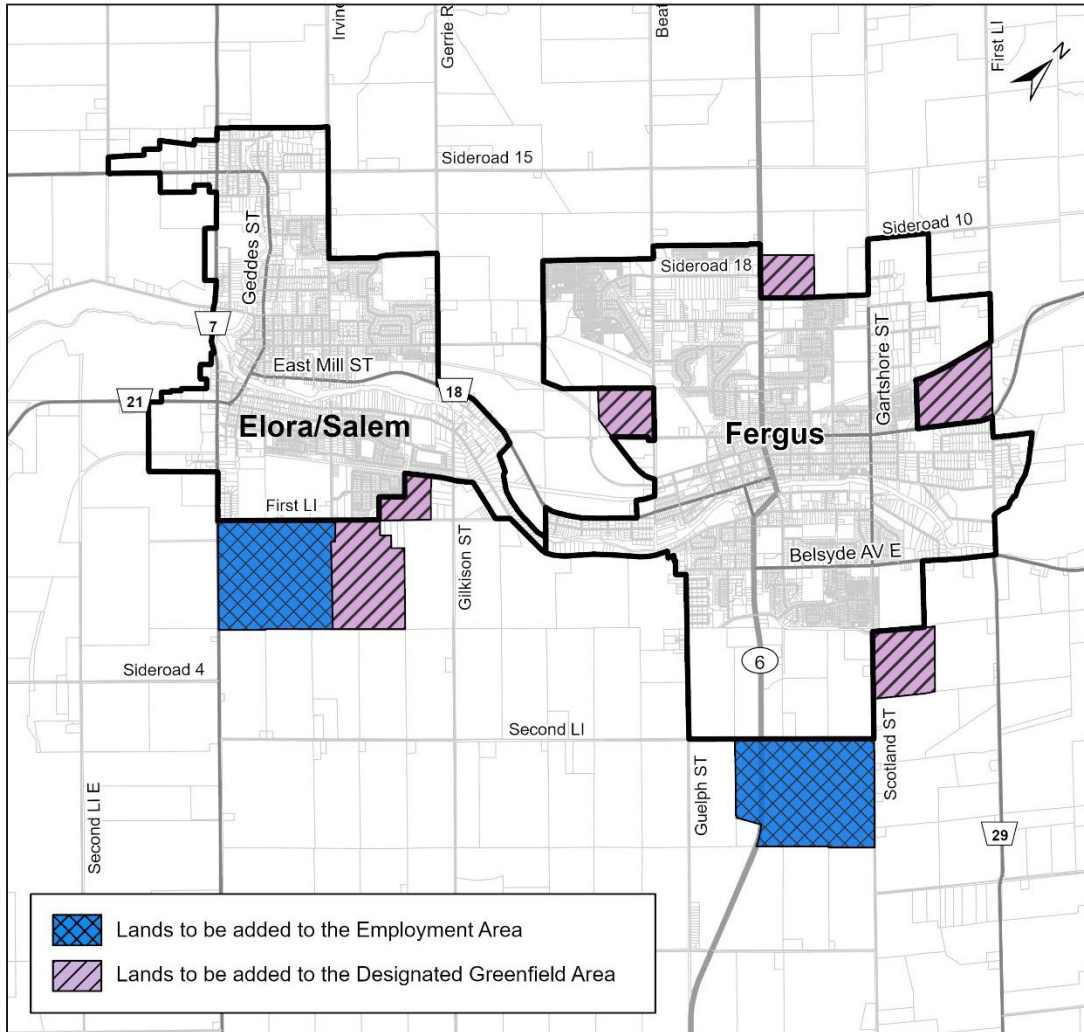 Irvine
Gerrie R
Beat
First LI
N
Sideroad 15
Sideroad 10
Geddes ST
Sideroad 18
7
Gartshore ST
East Mill ST
21
18
Elora/Salem
Fergus
First LI
Gilkison ST
Belsyde AV E
6
Sideroad 4
Second LI
Scotland ST
Second LI E
Guelph ST
29
Lands to be added to the Employment Area
Lands to be added to the Designated Greenfield Area